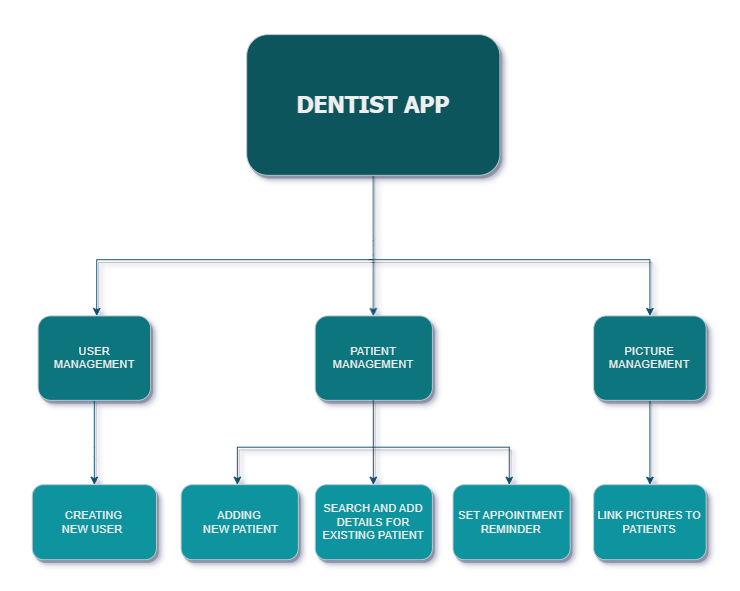 DENTIST APP
USER
MANAGEMENT
PATIENT
MANAGEMENT
PICTURE
MANAGEMENT
CREATING
NEW USER
ADDING
NEW PATIENT
SEARCH AND ADD
DETAILS FOR
EXISTING PATIENT
SET APPOINTMENT
REMINDER
LINK PICTURES TO
PATIENTS